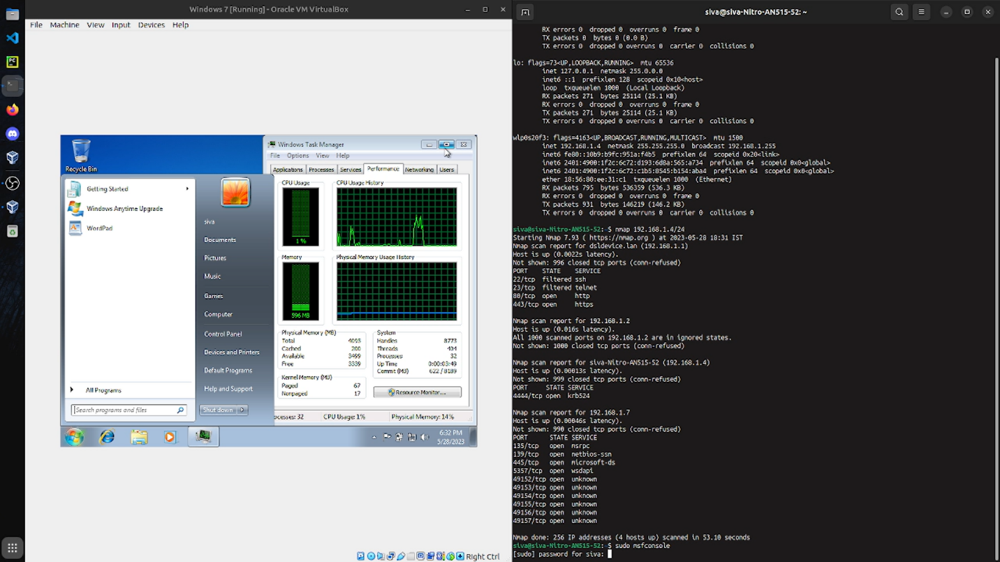 Windows 7 [Running] - Oracle VM VirtualBox
File Machine View Input Devices Help
Recycle Bin
Getting Started
Windows Anytime Upgrade
WordPad
All Programs
Search programs and files
siva
Documents
Pictures
Music
Games
Computer
Control Panel
Devices and Printers
Default Programs
Help and Support
Shut down
Windows Task Manager
File Options View Help
Applications Processes Services Performance Networking Users
CPU Usage CPU Usage History
1 %
Memory Physical Memory Usage History
596 MB
Physical Memory (MB)
Total 4095
Cached 200
Available 3499
Free 3339
Kernel Memory (MB)
Paged 67
Nonpaged 17
System
Handles 8773
Threads 404
Processes 32
Up Time 0:00:03:49
Commit (MB) 622 / 8189
Resource Monitor...
ocesses: 32 CPU Usage: 1% Physical Memory: 14%
6:32 PM
5/28/2023
Right Ctrl
siva@siva-Nitro-AN515-52: ~
RX errors 0 dropped 0 overruns 0 frame 0
TX packets 0 bytes 0 (0.0 B)
TX errors 0 dropped 0 overruns 0 carrier 0 collisions 0
lo: flags=73<UP,LOOPBACK,RUNNING> mtu 65536
inet 127.0.0.1 netmask 255.0.0.0
inet6 ::1 prefixlen 128 scopeid 0x10<host>
loop txqueuelen 1000 (Local Loopback)
RX packets 271 bytes 25114 (25.1 KB)
RX errors 0 dropped 0 overruns 0 frame 0
TX packets 271 bytes 25114 (25.1 KB)
TX errors 0 dropped 0 overruns 0 carrier 0 collisions 0
wlp0s20f3: flags=4163<UP,BROADCAST,RUNNING,MULTICAST> mtu 1500
inet 192.168.1.4 netmask 255.255.255.0 broadcast 192.168.1.255
inet6 fe80::10b9:b9fc:951a:f4b5 prefixlen 64 scopeid 0x20<link>
inet6 2401:4900:1f2c:6c72:d193:6d8a:565:a734 prefixlen 64 scopeid 0x0<global>
inet6 2401:4900:1f2c:6c72:c1b5:8545:b154:aba4 prefixlen 64 scopeid 0x0<global>
ether 18:56:80:ee:31:c1 txqueuelen 1000 (Ethernet)
RX packets 795 bytes 536359 (536.3 KB)
RX errors 0 dropped 0 overruns 0 frame 0
TX packets 931 bytes 146219 (146.2 KB)
TX errors 0 dropped 0 overruns 0 carrier 0 collisions 0
siva@siva-Nitro-AN515-52:~$ nmap 192.168.1.4/24
Starting Nmap 7.93 ( https://nmap.org ) at 2023-05-28 18:31 IST
Nmap scan report for dsldevice.lan (192.168.1.1)
Host is up (0.0022s latency).
Not shown: 996 closed tcp ports (conn-refused)
PORT STATE SERVICE
22/tcp filtered ssh
23/tcp filtered telnet
80/tcp open http
443/tcp open https
Nmap scan report for 192.168.1.2
Host is up (0.016s latency).
All 1000 scanned ports on 192.168.1.2 are in ignored states.
Not shown: 1000 closed tcp ports (conn-refused)
Nmap scan report for siva-Nitro-AN515-52 (192.168.1.4)
Host is up (0.00013s latency).
Not shown: 999 closed tcp ports (conn-refused)
PORT STATE SERVICE
4444/tcp open krb524
Nmap scan report for 192.168.1.7
Host is up (0.00046s latency).
Not shown: 990 closed tcp ports (conn-refused)
PORT STATE SERVICE
135/tcp open msrpc
139/tcp open netbios-ssn
445/tcp open microsoft-ds
5357/tcp open wsdapi
49152/tcp open unknown
49153/tcp open unknown
49154/tcp open unknown
49155/tcp open unknown
49156/tcp open unknown
49157/tcp open unknown
Nmap done: 256 IP addresses (4 hosts up) scanned in 53.10 seconds
siva@siva-Nitro-AN515-52:~$ sudo msfconsole
[sudo] password for siva: